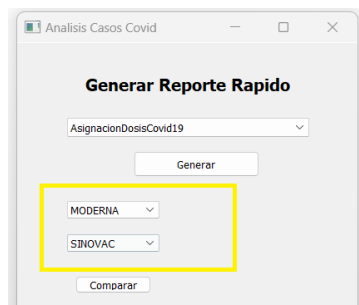 Analisis Casos Covid
Generar Reporte Rapido
AsignacionDosisCovid19
Generar
MODERNA
SINOVAC
Comparar